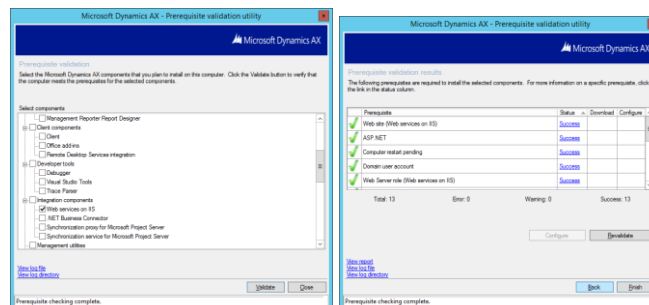 Microsoft Dynamics AX - Prerequisite validation utility
Microsoft Dynamics AX
Prerequisite validation
Select the Microsoft Dynamics AX components that you plan to install on this computer. Click the Validate button to verify that
the computer meets the prerequisites for the selected components.
Select components
Management Reporter Report Designer
Client components
Client
Office add-ins
Remote Desktop Services integration
Developer tools
Debugger
Visual Studio Tools
Trace Parser
Integration components
Web services on IIS
.NET Business Connector
Synchronization proxy for Microsoft Project Server
Synchronization service for Microsoft Project Server
Management utilities
View log file
View log directory
Validate Close
Prerequisite checking complete.
Microsoft Dynamics AX - Prerequisite validation utility
Microsoft Dynamics AX
Prerequisite validation results
The following prerequisites are required to install the selected components. For more information on a specific prerequisite, click
the link in the status column.
Prerequisite Status Download Configure
Web site (Web services on IIS) Success
ASP.NET Success
Computer restart pending Success
Domain user account Success
Web Server role (Web services on IIS) Success
Total: 13 Error: 0 Warning: 0 Success: 13
Configure Revalidate
View report
View log file
View log directory
Back Finish
Prerequisite checking complete.